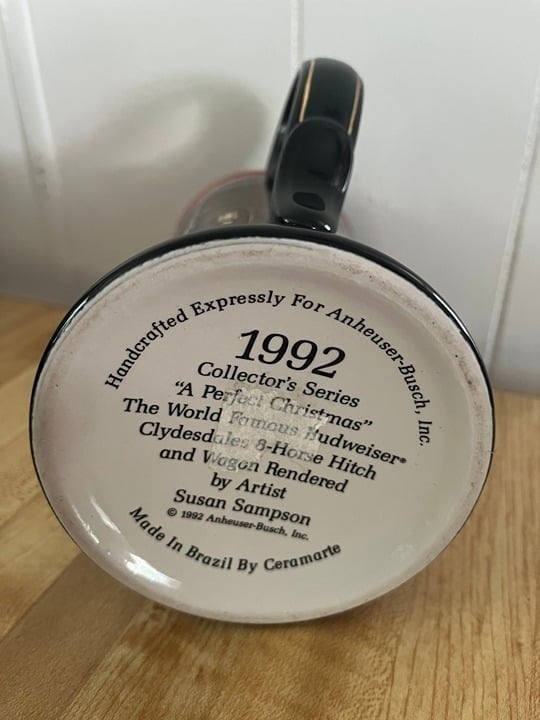 Handcrafted Expressly For Anheuser-Busch, Inc.
1992
Collector's Series
"A Perfect Christmas"
The World Famous Budweiser®
Clydesdales 8-Horse Hitch
and Wagon Rendered
by Artist
Susan Sampson
© 1992 Anheuser-Busch, Inc.
Made In Brazil By Ceramarte